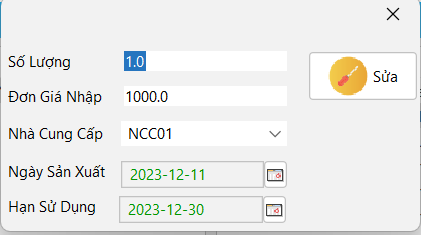 Số Lượng 1.0
Sửa
Đơn Giá Nhập 1000.0
Nhà Cung Cấp NCC01
Ngày Sản Xuất 2023-12-11
Hạn Sử Dụng 2023-12-30